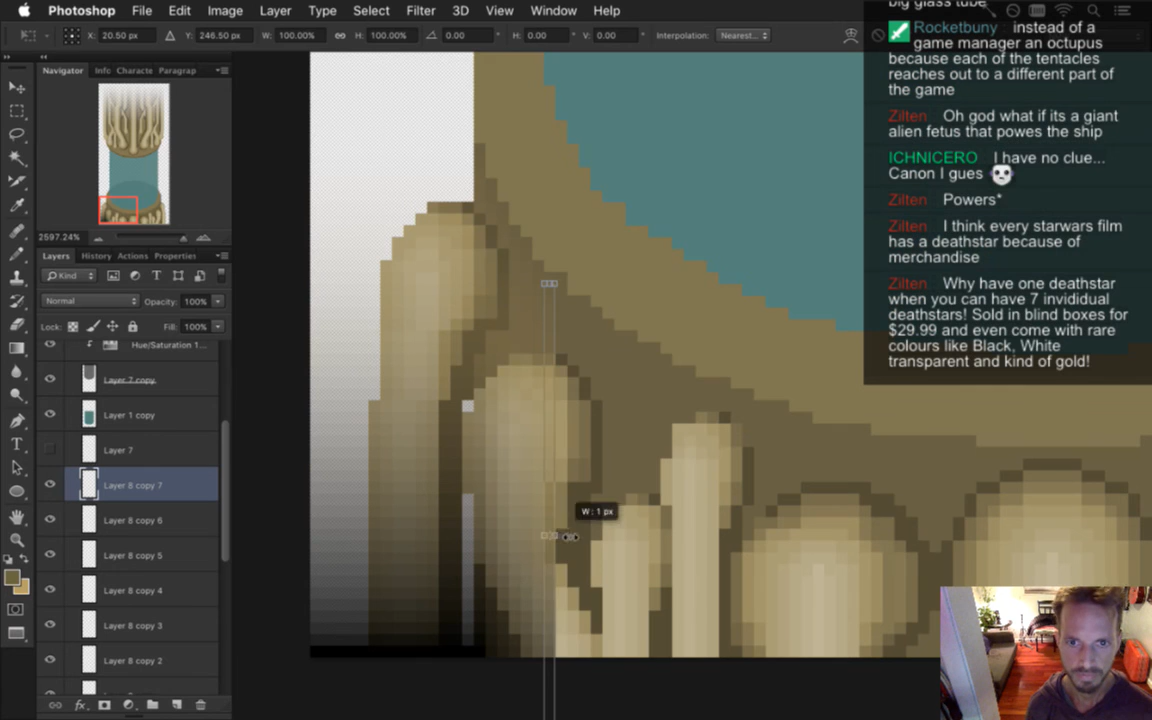 Photoshop File Edit Image Layer Type Select Filter 3D View Window Help
X: 20.50 px Y: 246.50 px W: 100.00% H: 100.00% 0.00 H: 0.00 V: 0.00 Interpolation: Nearest...
Navigator Info Characte Paragrap
2597.24%
Layers History Actions Properties
Kind
Normal Opacity: 100%
Lock: Fill: 100%
Hue/Saturation 1...
Layer 7 copy
Layer 1 copy
Layer 7
Layer 8 copy 7
Layer 8 copy 6
Layer 8 copy 5
Layer 8 copy 4
Layer 8 copy 3
Layer 8 copy 2
W: 1 px
big glass tube
Rocketbuny instead of a
game manager an octupus
because each of the tentacles
reaches out to a different part of
the game
Zilten Oh god what if its a giant
alien fetus that powes the ship
ICHNICERO I have no clue...
Canon I gues
Zilten Powers*
Zilten I think every starwars film
has a deathstar because of
merchandise
Zilten Why have one deathstar
when you can have 7 invididual
deathstars! Sold in blind boxes for
$29.99 and even come with rare
colours like Black, White
transparent and kind of gold!